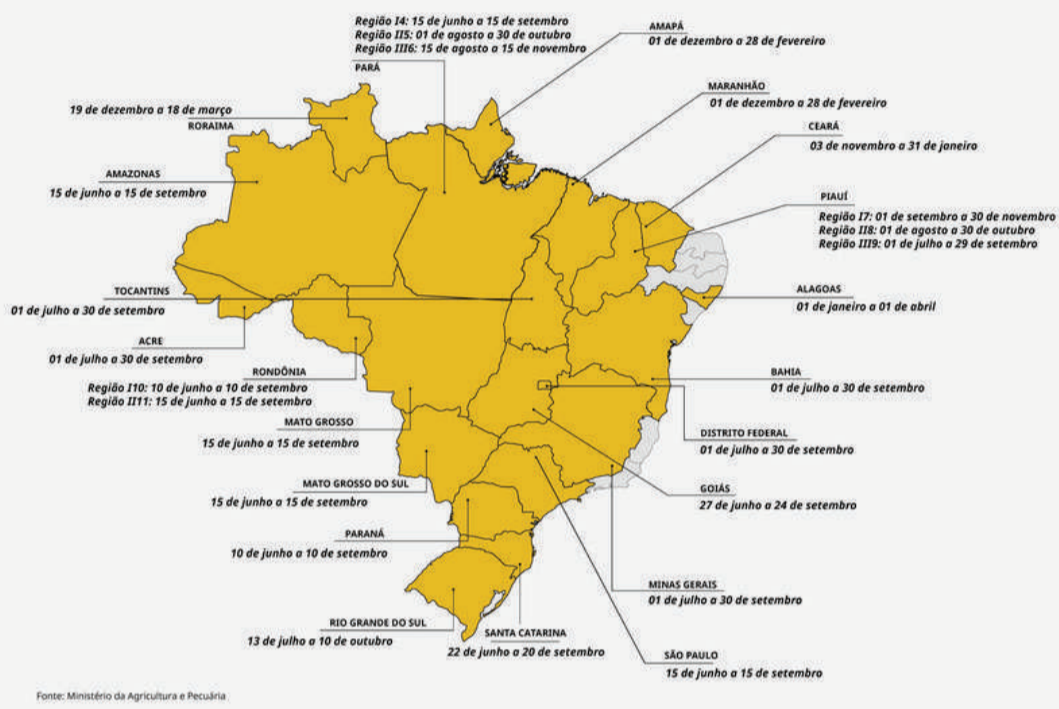 Região I4: 15 de junho a 15 de setembro
Região II5: 01 de agosto a 30 de outubro
Região III6: 15 de agosto a 15 de novembro
PARÁ
AMAPÁ
01 de dezembro a 28 de fevereiro
MARANHÃO
01 de dezembro a 28 de fevereiro
19 de dezembro a 18 de março
RORAIMA
CEARÁ
03 de novembro a 31 de janeiro
AMAZONAS
15 de junho a 15 de setembro
PIAUÍ
Região I7: 01 de setembro a 30 de novembro
Região II8: 01 de agosto a 30 de outubro
Região III9: 01 de julho a 29 de setembro
TOCANTINS
01 de julho a 30 de setembro
ALAGOAS
01 de janeiro a 01 de abril
ACRE
01 de julho a 30 de setembro
RONDÔNIA
Região I10: 10 de junho a 10 de setembro
Região II11: 15 de junho a 15 de setembro
BAHIA
01 de julho a 30 de setembro
MATO GROSSO
15 de junho a 15 de setembro
DISTRITO FEDERAL
01 de julho a 30 de setembro
MATO GROSSO DO SUL
15 de junho a 15 de setembro
GOIÁS
27 de junho a 24 de setembro
PARANÁ
10 de junho a 10 de setembro
MINAS GERAIS
01 de julho a 30 de setembro
RIO GRANDE DO SUL
13 de julho a 10 de outubro
SANTA CATARINA
22 de junho a 20 de setembro
SÃO PAULO
15 de junho a 15 de setembro
Fonte: Ministério da Agricultura e Pecuária